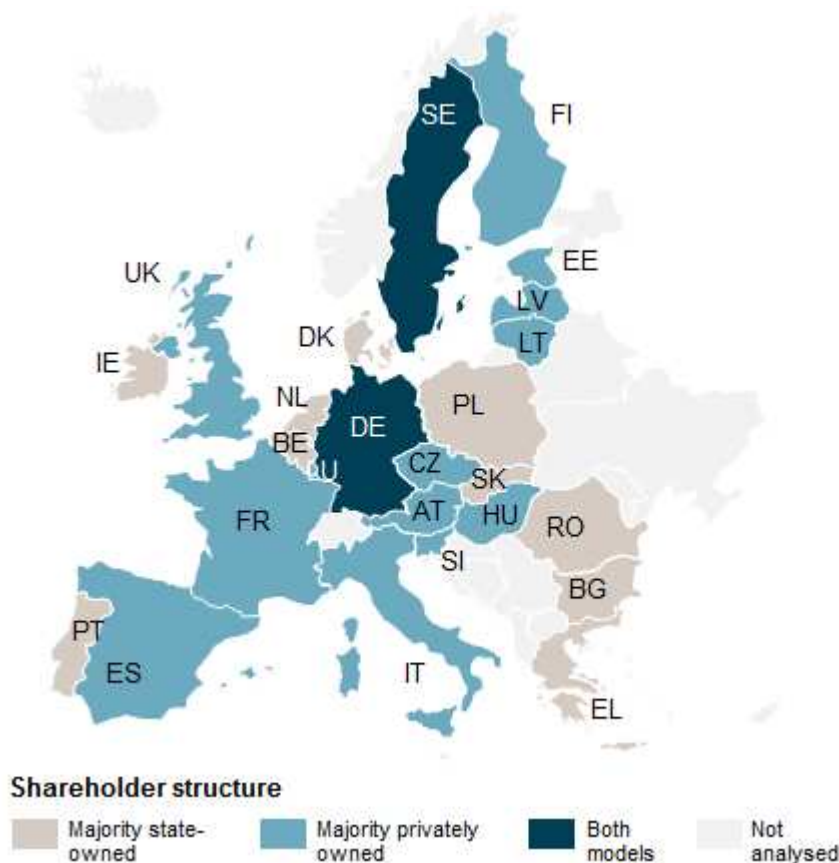 SE
FI
UK
EE
LV
LT
DK
IE
NL
PL
DE
BE
CZ
SK
FR
AT
HU
RO
SI
BG
PT
ES
IT
EL
Shareholder structure
Majority state-
owned
Majority privately
owned
Both
models
Not
analysed